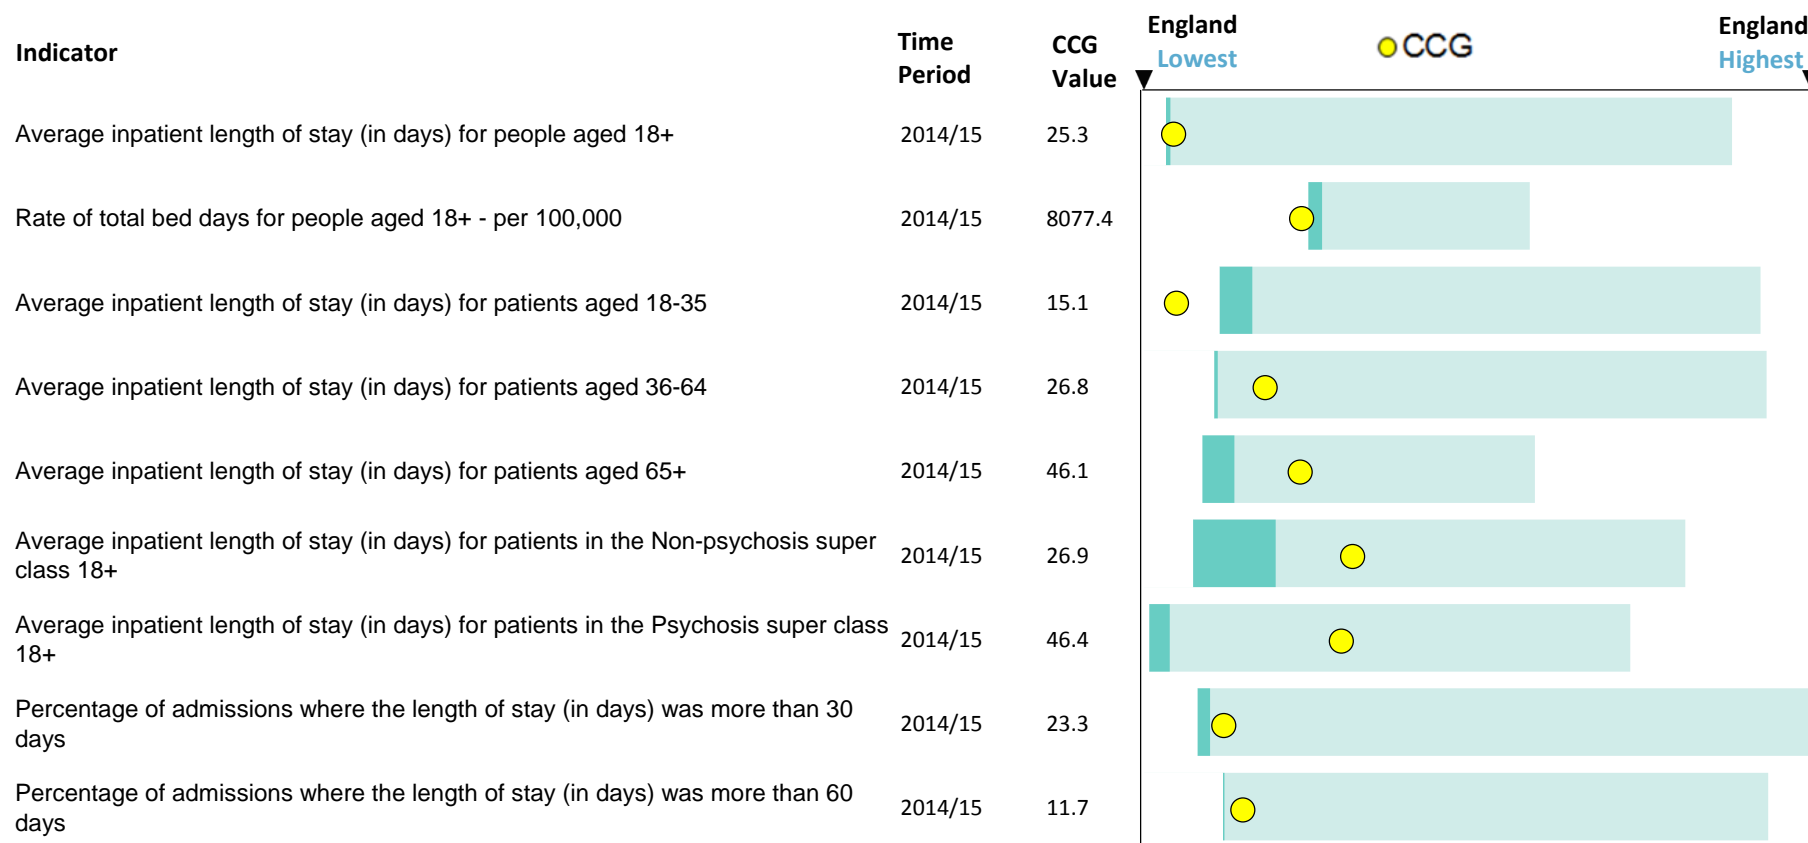 Indicator
Time
Period
CCG
Value
England
Lowest
CCG
England
Highest
Average inpatient length of stay (in days) for people aged 18+ 2014/15 25.3
Rate of total bed days for people aged 18+ - per 100,000 2014/15 8077.4
Average inpatient length of stay (in days) for patients aged 18-35 2014/15 15.1
Average inpatient length of stay (in days) for patients aged 36-64 2014/15 26.8
Average inpatient length of stay (in days) for patients aged 65+ 2014/15 46.1
Average inpatient length of stay (in days) for patients in the Non-psychosis super
class 18+ 2014/15 26.9
Average inpatient length of stay (in days) for patients in the Psychosis super class
18+ 2014/15 46.4
Percentage of admissions where the length of stay (in days) was more than 30
days 2014/15 23.3
Percentage of admissions where the length of stay (in days) was more than 60
days 2014/15 11.7